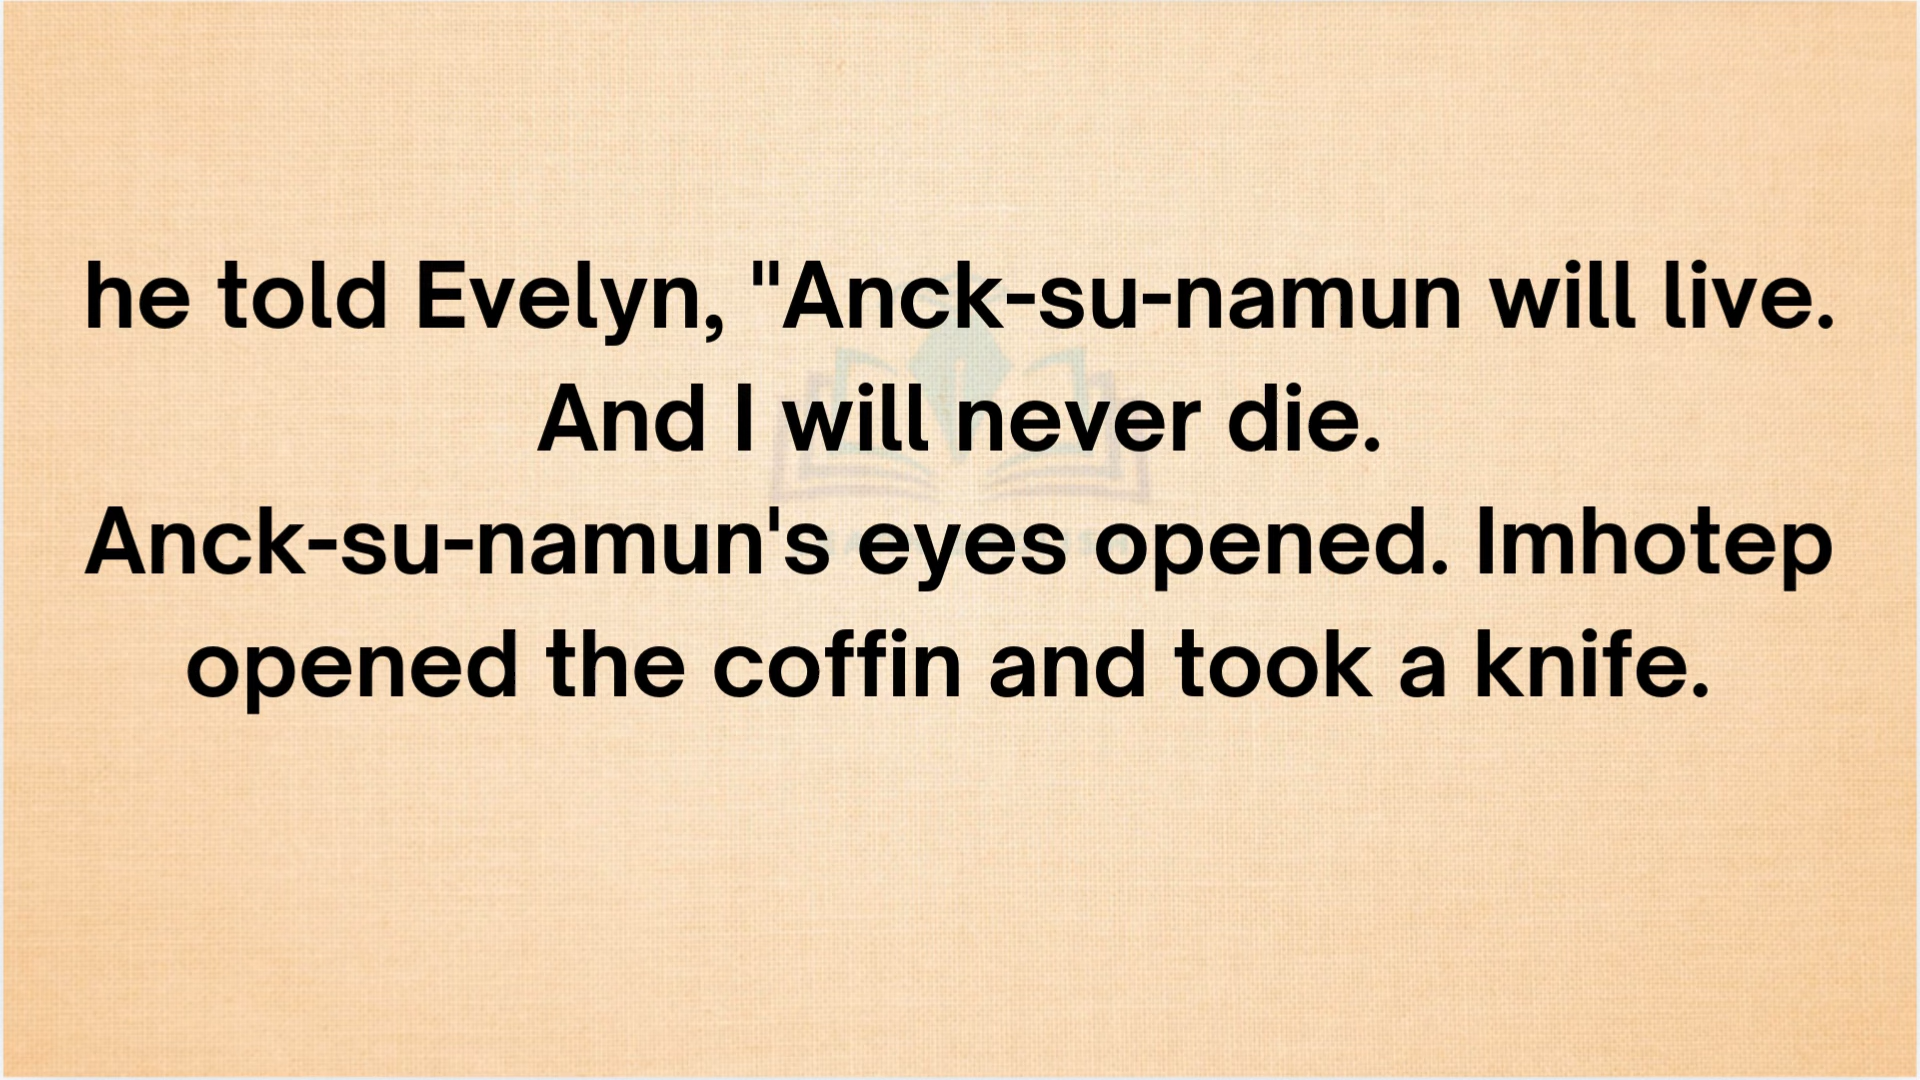 he told Evelyn, "Anck-su-namun will live.
And I will never die.
Anck-su-namun's eyes opened. Imhotep
opened the coffin and took a knife.